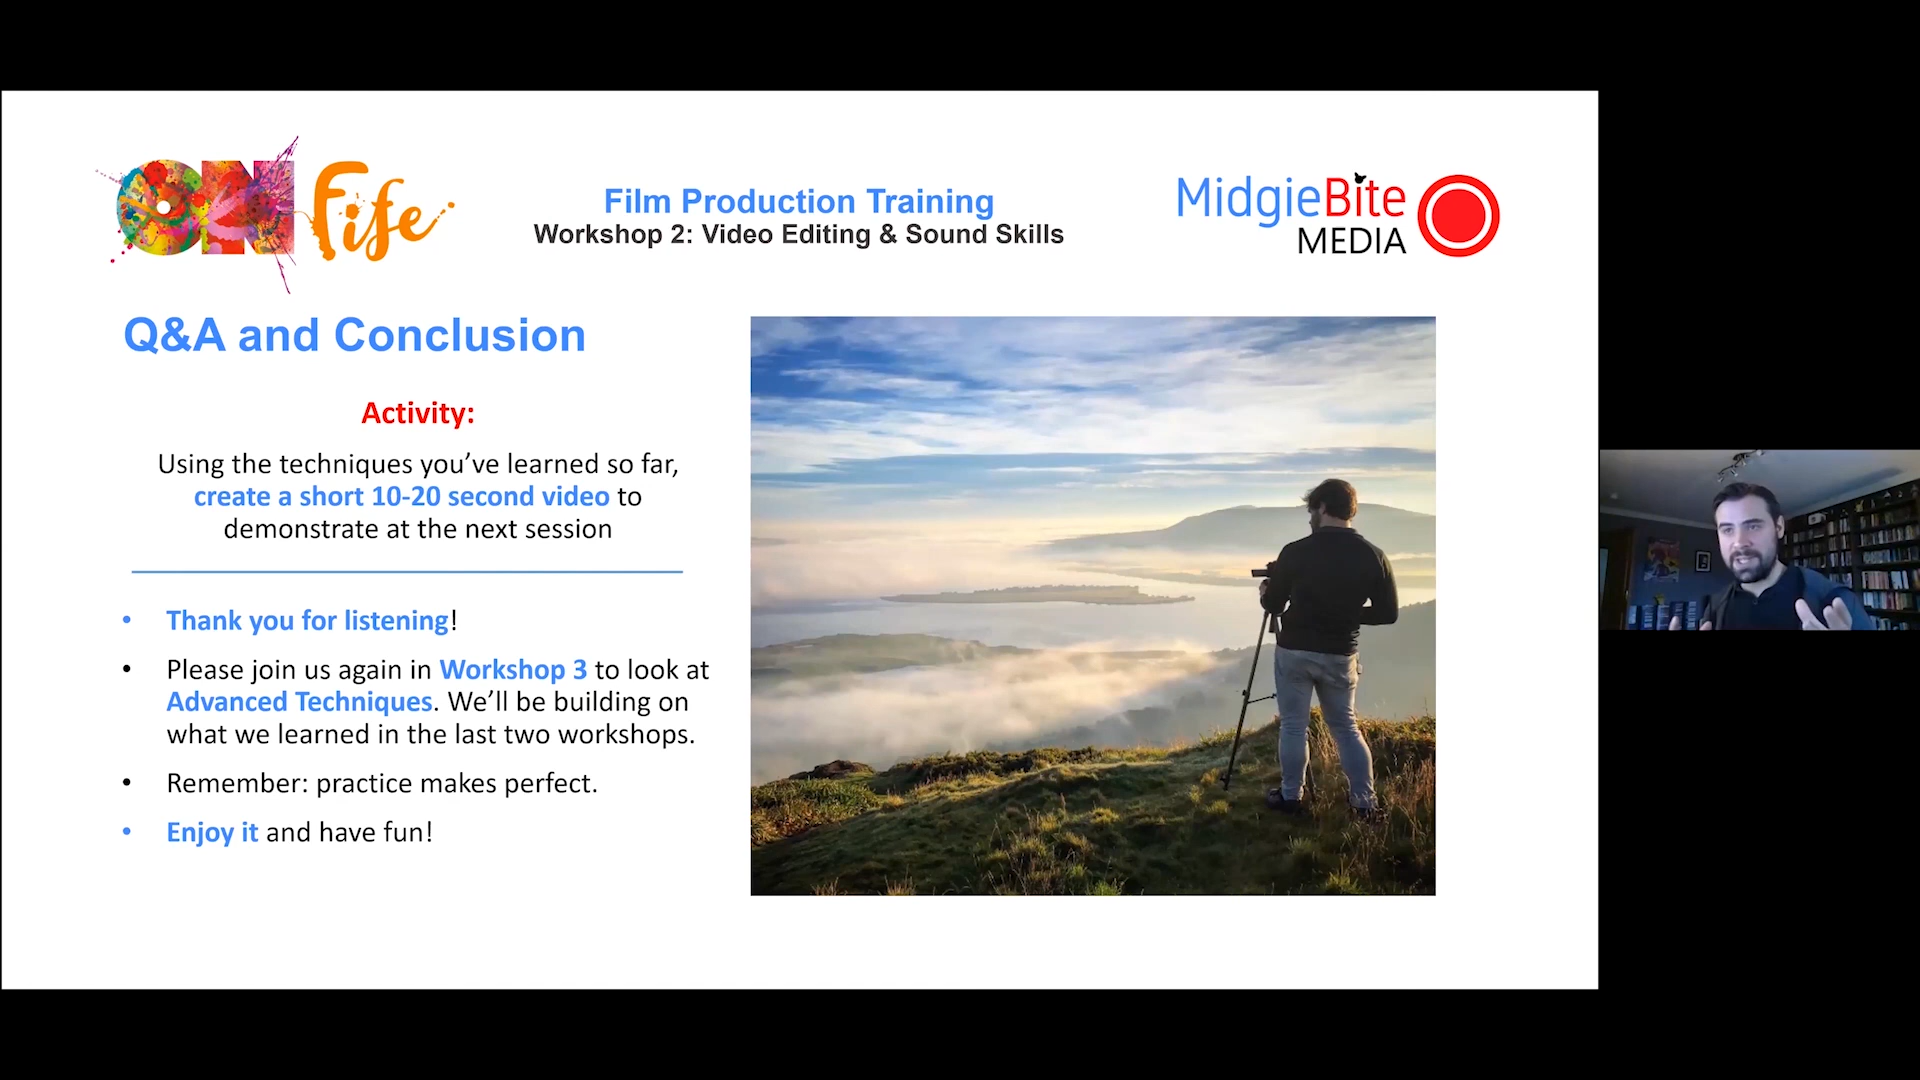 ON Fife
Film Production Training
Workshop 2: Video Editing & Sound Skills
MidgieBite
MEDIA
Q&A and Conclusion
Activity:
Using the techniques you’ve learned so far,
create a short 10-20 second video to
demonstrate at the next session
• Thank you for listening!
• Please join us again in Workshop 3 to look at
Advanced Techniques. We’ll be building on
what we learned in the last two workshops.
• Remember: practice makes perfect.
• Enjoy it and have fun!